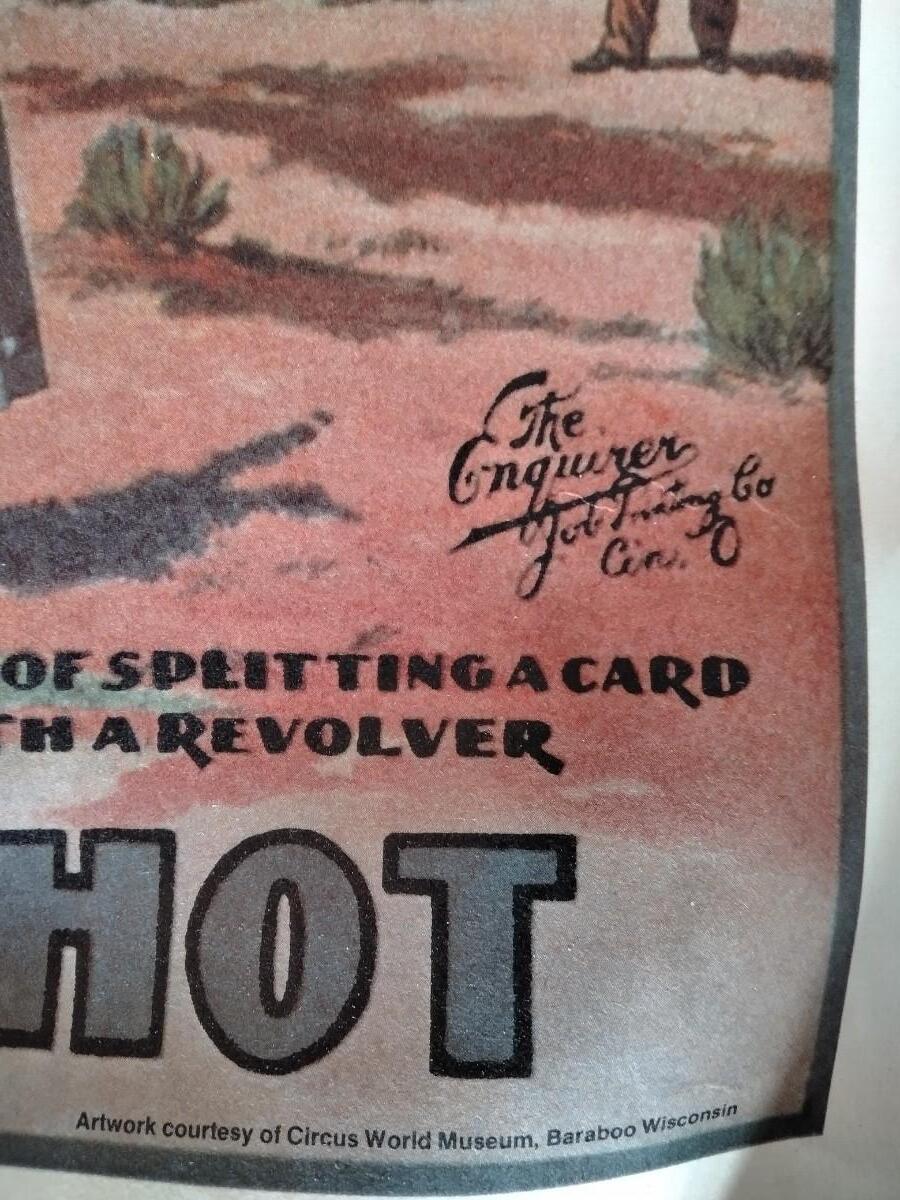 The
Enquirer
Job Printing Co
Cin. O
OF SPLITTING A CARD
TH A REVOLVER
HOT
Artwork courtesy of Circus World Museum, Baraboo Wisconsin